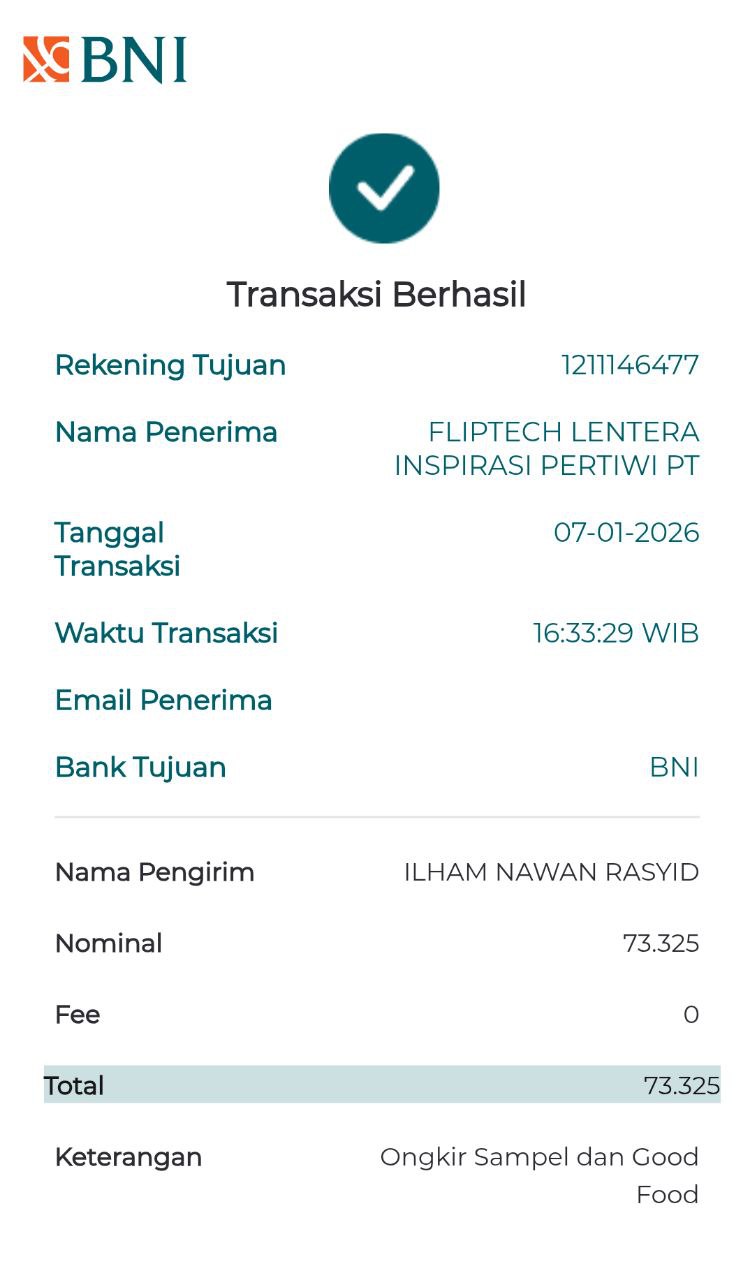 BNI
Transaksi Berhasil
Rekening Tujuan 1211146477
Nama Penerima FLIPTECH LENTERA
INSPIRASI PERTIWI PT
Tanggal 07-01-2026
Transaksi
Waktu Transaksi 16:33:29 WIB
Email Penerima
Bank Tujuan BNI
Nama Pengirim ILHAM NAWAN RASYID
Nominal 73.325
Fee 0
Total 73.325
Keterangan Ongkir Sampel dan Good
Food